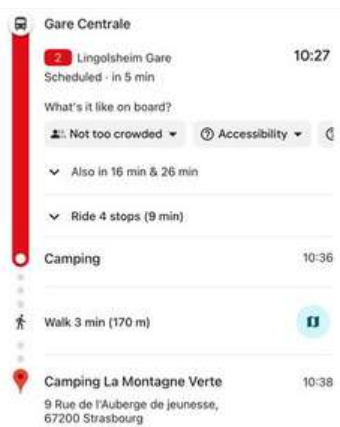 Gare Centrale
2 Lingolsheim Gare 10:27
Scheduled · in 5 min
What's it like on board?
Not too crowded Accessibility
Also in 16 min & 26 min
Ride 4 stops (9 min)
Camping 10:36
Walk 3 min (170 m)
Camping La Montagne Verte 10:38
9 Rue de l'Auberge de jeunesse,
67200 Strasbourg